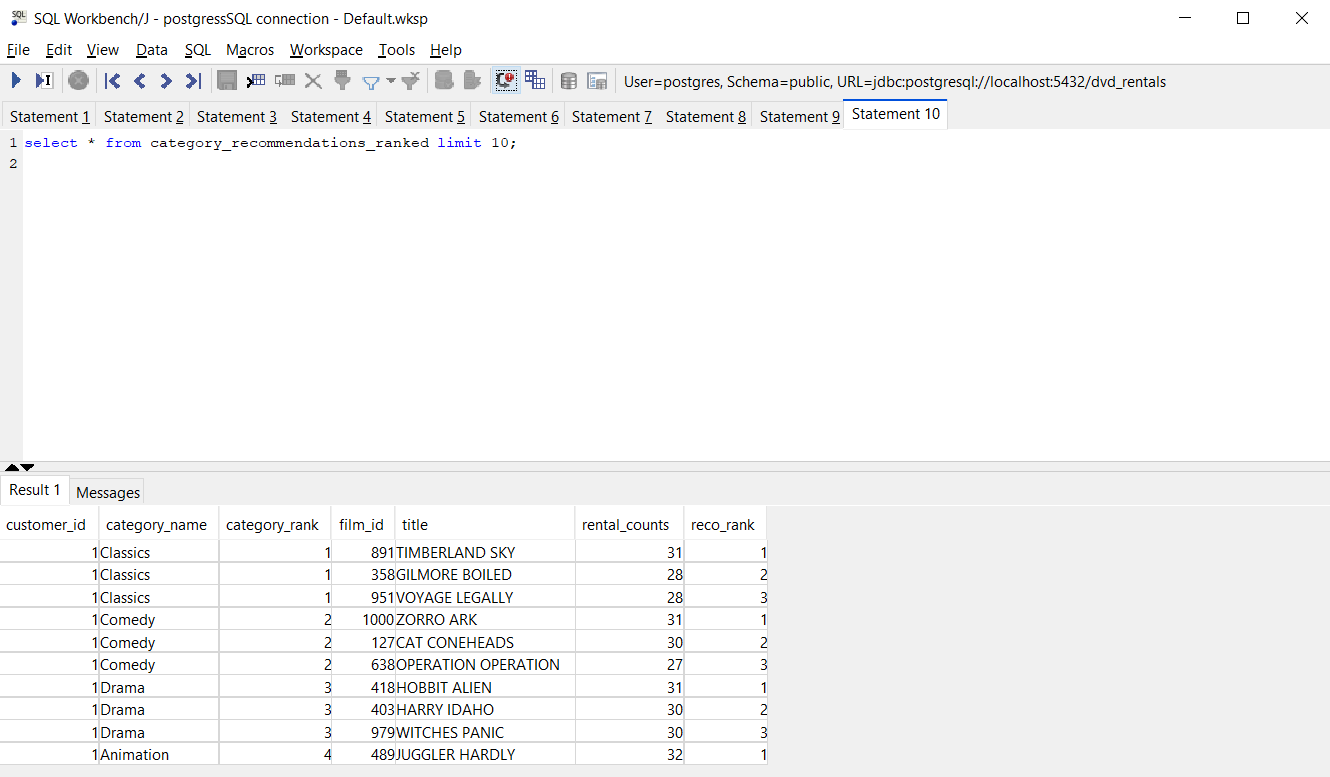 SQL Workbench/J - postgressSQL connection - Default.wksp
File Edit View Data SQL Macros Workspace Tools Help
User=postgres, Schema=public, URL=jdbc:postgresql://localhost:5432/dvd_rentals
Statement 1 Statement 2 Statement 3 Statement 4 Statement 5 Statement 6 Statement 7 Statement 8 Statement 9 Statement 10
1 select * from category_recommendations_ranked limit 10;
2
Result 1 Messages
customer_id category_name category_rank film_id title rental_counts reco_rank
1 Classics 1 891 TIMBERLAND SKY 31 1
1 Classics 1 358 GILMORE BOILED 28 2
1 Classics 1 951 VOYAGE LEGALLY 28 3
1 Comedy 2 1000 ZORRO ARK 31 1
1 Comedy 2 127 CAT CONEHEADS 30 2
1 Comedy 2 638 OPERATION OPERATION 27 3
1 Drama 3 418 HOBBIT ALIEN 31 1
1 Drama 3 403 HARRY IDAHO 30 2
1 Drama 3 979 WITCHES PANIC 30 3
1 Animation 4 489 JUGGLER HARDLY 32 1